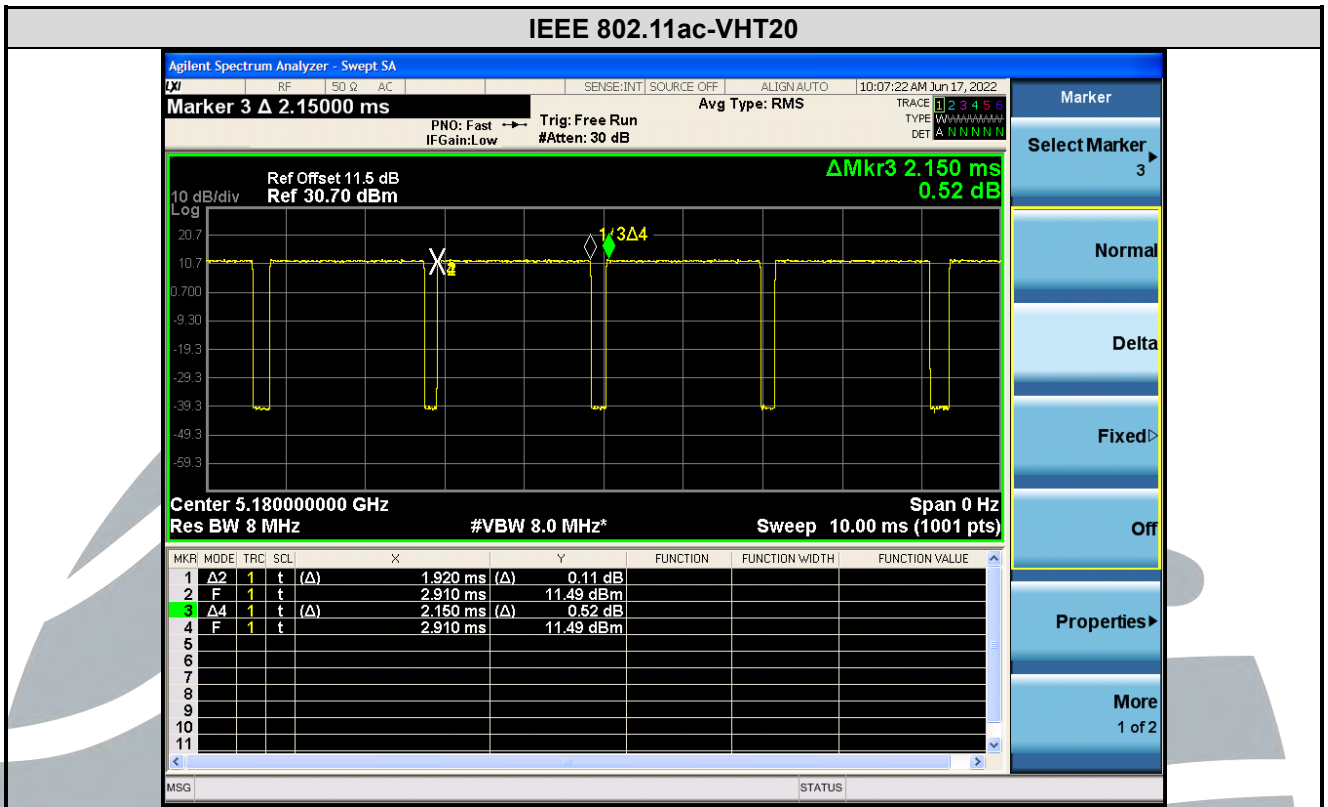 IEEE 802.11ac-VHT20
Agilent Spectrum Analyzer - Swept SA
LXI RF 50 Ω AC SENSE:INT SOURCE OFF ALIGN AUTO 10:07:22 AM Jun 17, 2022
Marker 3 Δ 2.15000 ms
PNO: Fast
IFGain:Low
Trig: Free Run
#Atten: 30 dB
Avg Type: RMS
TRACE 1 2 3 4 5 6
TYPE WWWWWW
DET A N N N N N
ΔMkr3 2.150 ms
0.52 dB
Ref Offset 11.5 dB
10 dB/div Ref 30.70 dBm
Log
20.7
10.7
0.700
-9.30
-19.3
-29.3
-39.3
-49.3
-59.3
3Δ4
Center 5.180000000 GHz Span 0 Hz
Res BW 8 MHz #VBW 8.0 MHz* Sweep 10.00 ms (1001 pts)
MKR MODE TRC SCL X Y FUNCTION FUNCTION WIDTH FUNCTION VALUE
1 Δ2 1 t (Δ) 1.920 ms (Δ) 0.11 dB
2 F 1 t 2.910 ms 11.49 dBm
3 Δ4 1 t (Δ) 2.150 ms (Δ) 0.52 dB
4 F 1 t 2.910 ms 11.49 dBm
5
6
7
8
9
10
11
MSG STATUS
Marker
Select Marker
3
Normal
Delta
Fixed
Off
Properties
More
1 of 2